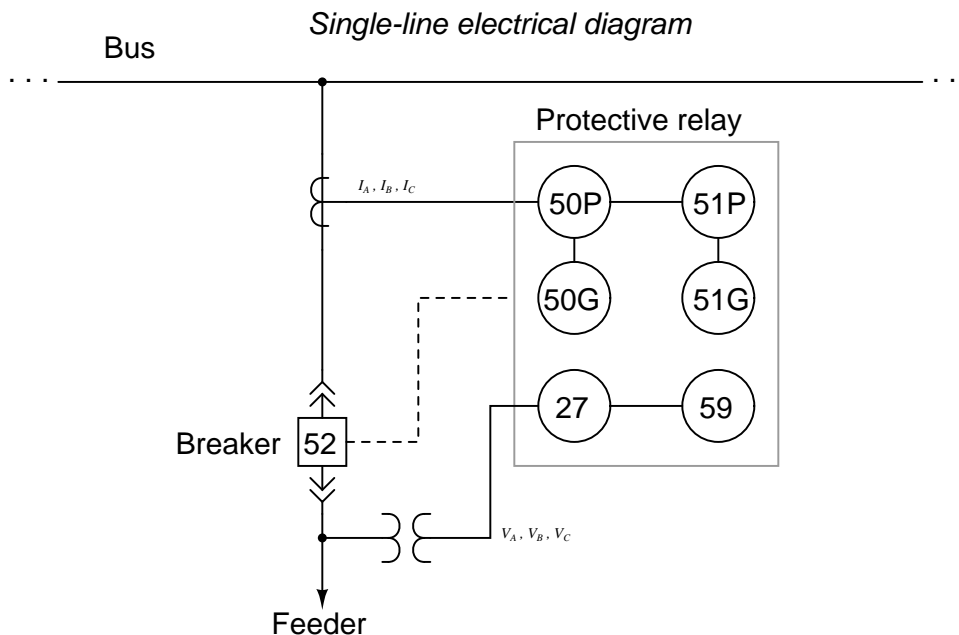 Single-line electrical diagram
Bus
. . .
. .
Protective relay
I_A , I_B , I_C
50P
51P
50G
51G
27
59
Breaker
52
V_A , V_B , V_C
Feeder